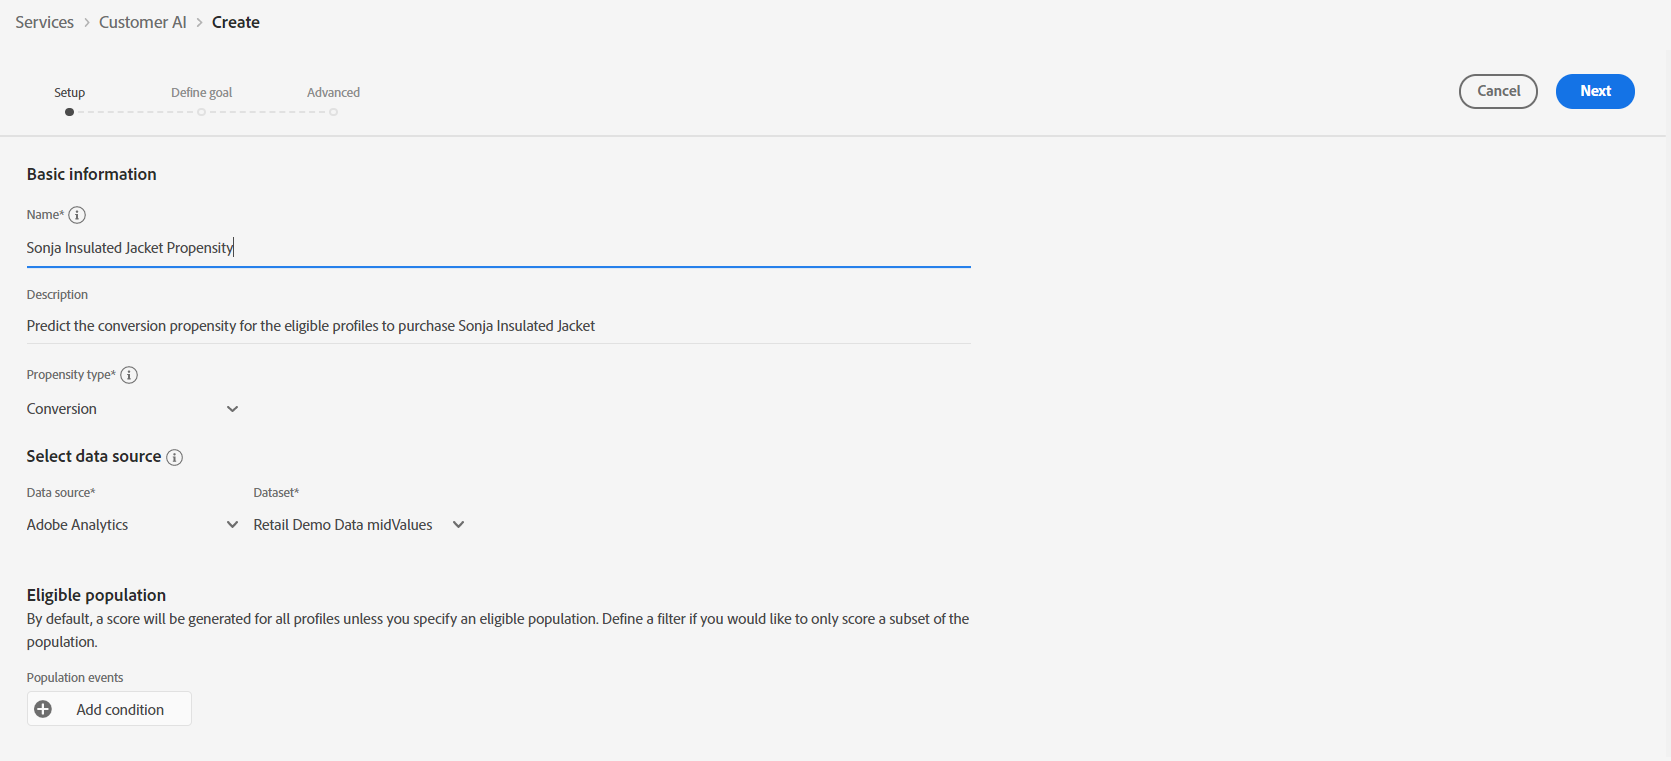 Services > Customer AI > Create
Setup Define goal Advanced
Cancel Next
Basic information
Name*
Sonja Insulated Jacket Propensity
Description
Predict the conversion propensity for the eligible profiles to purchase Sonja Insulated Jacket
Propensity type*
Conversion
Select data source
Data source* Dataset*
Adobe Analytics Retail Demo Data midValues
Eligible population
By default, a score will be generated for all profiles unless you specify an eligible population. Define a filter if you would like to only score a subset of the
population.
Population events
Add condition